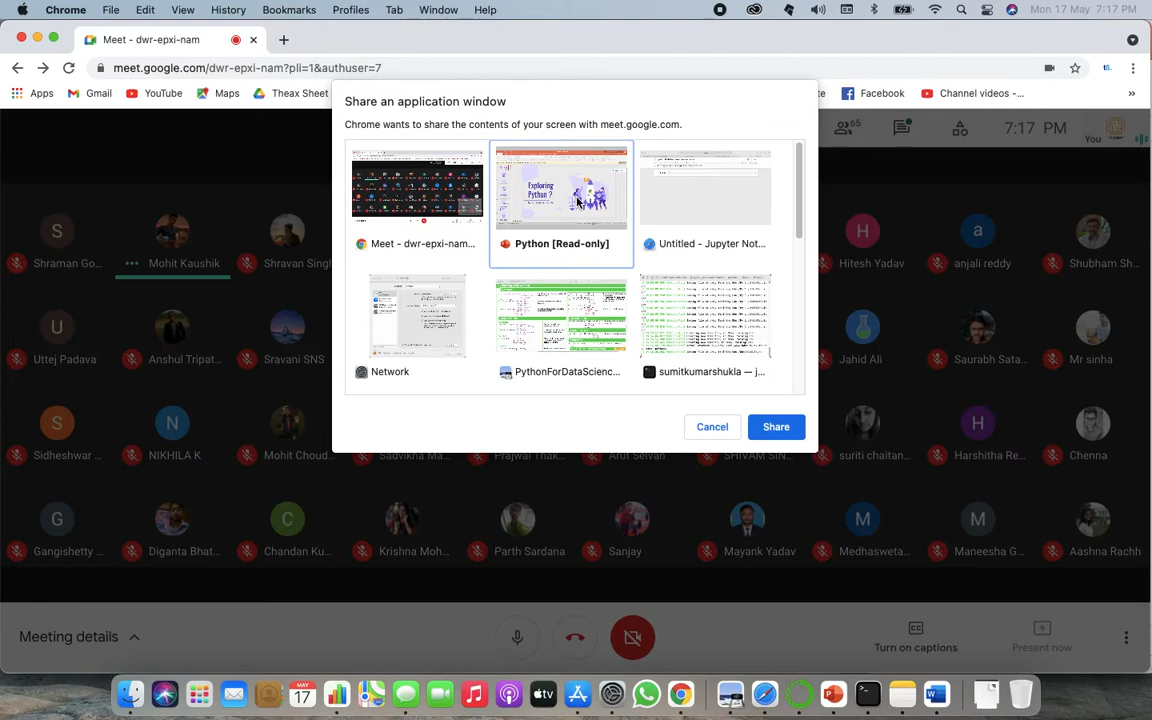 Chrome File Edit View History Bookmarks Profiles Tab Window Help Mon 17 May 7:17 PM
Meet - dwr-epxi-nam
meet.google.com/dwr-epxi-nam?pli=1&authuser=7
Apps Gmail YouTube Maps Theax Sheet Facebook Channel videos -... »
Share an application window
Chrome wants to share the contents of your screen with meet.google.com.
65 7:17 PM You
Exploring
Python ?
Meet - dwr-epxi-nam... Python [Read-only] Untitled - Jupyter Not...
Network PythonForDataScienc... sumitkumarshukla — j...
Cancel Share
S
Shraman Go... Mohit Kaushik Shravan Singh
H a
Hitesh Yadav anjali reddy Shubham Sh...
U
Uttej Padava Anshul Tripat... Sravani SNS Jahid Ali Saurabh Sata... Mr sinha
S N H
Sidheshwar ... NIKHILA K Mohit Choud... Sadvikha Ma... Prajwal Thak... Arut Selvan SHIVAM SIN... suriti chaitan... Harshitha Re... Chenna
G C M M
Gangishetty ... Diganta Bhat... Chandan Ku... Krishna Moh... Parth Sardana Sanjay Mayank Yadav Medhasweta... Maneesha G... Aashna Rachh
Meeting details Turn on captions Present now
MAY
17 tv